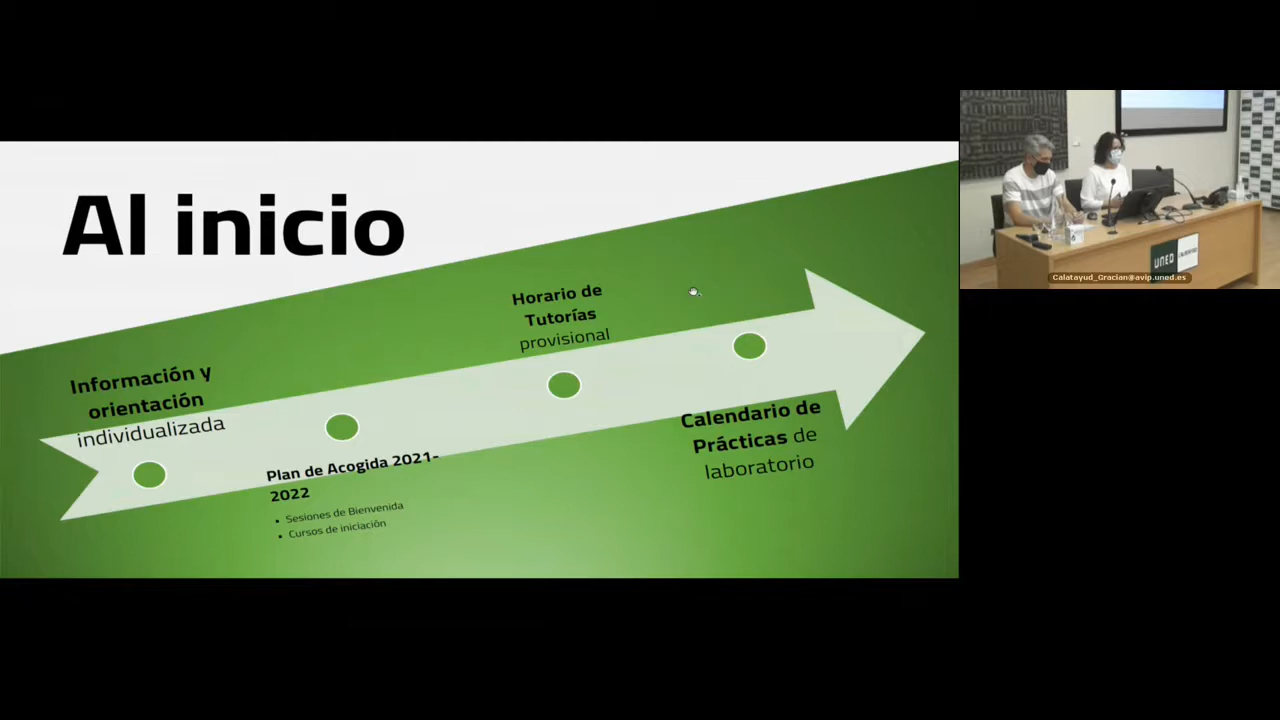 Al inicio
Información y
orientación
individualizada
Plan de Acogida 2021-
2022
• Sesiones de Bienvenida
• Cursos de iniciación
Horario de
Tutorías
provisional
Calendario de
Prácticas de
laboratorio
UNED
Calatayud_Gracian@avip.uned.es